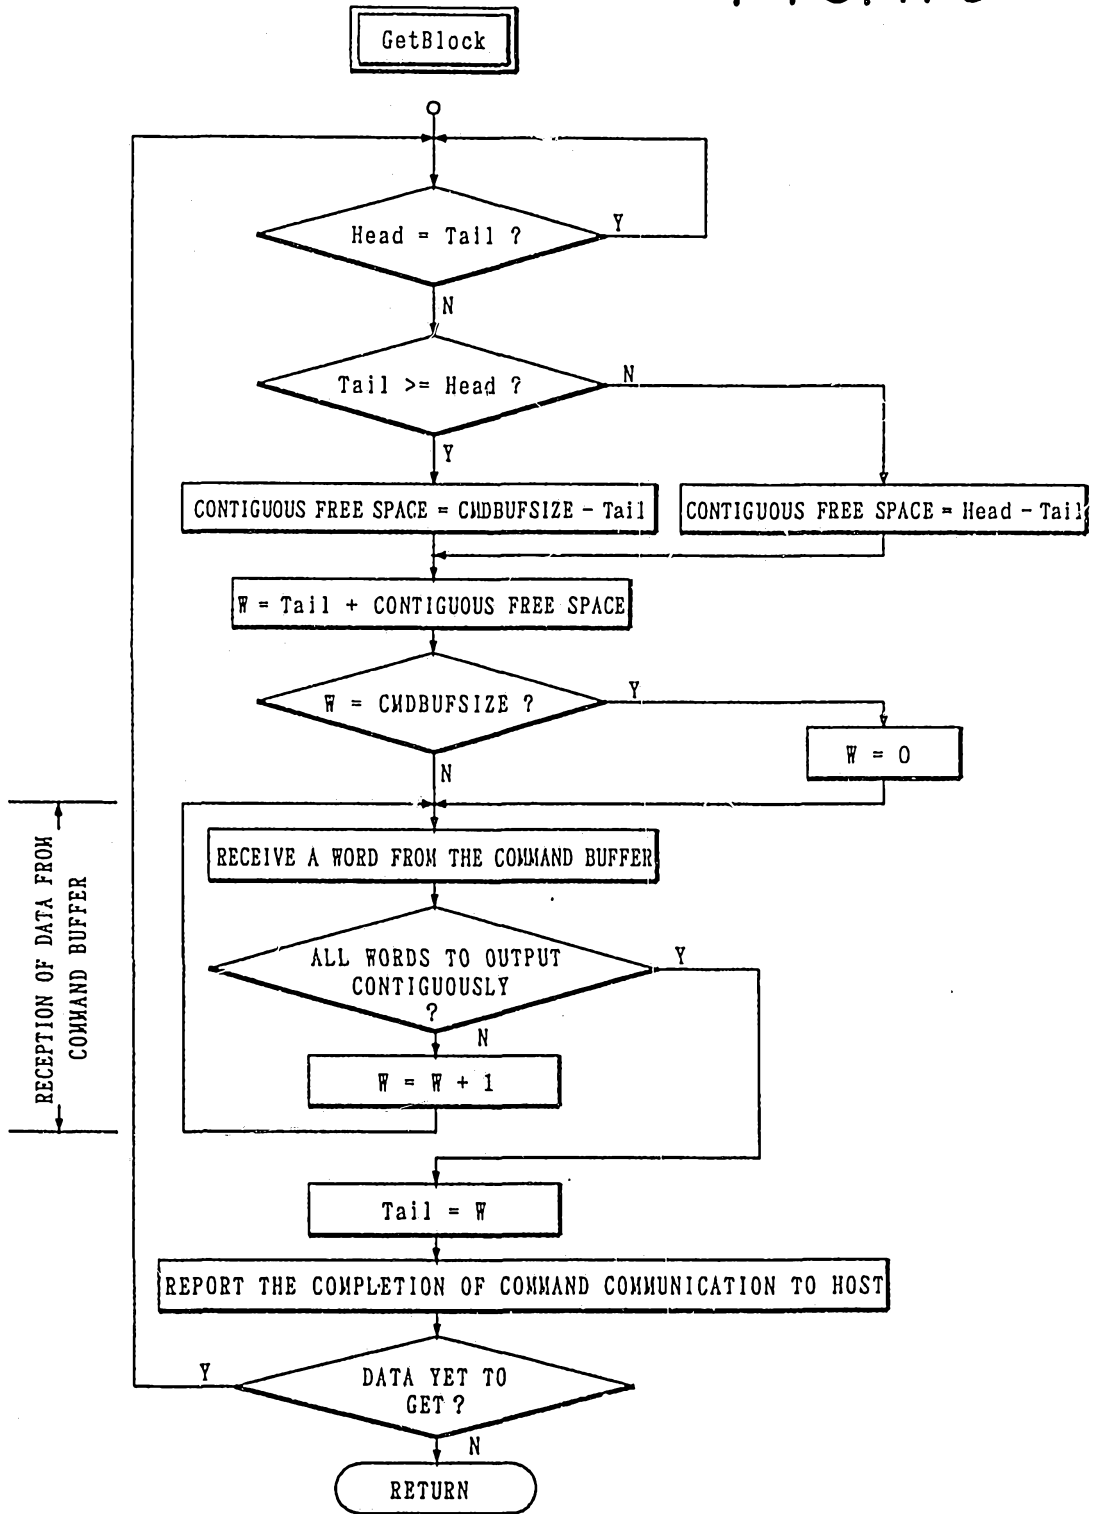 GetBlock
Head = Tail ?
Y
N
Tail >= Head ?
N
Y
CONTIGUOUS FREE SPACE = CMDBUFSIZE - Tail
CONTIGUOUS FREE SPACE = Head - Tail
W = Tail + CONTIGUOUS FREE SPACE
W = CMDBUFSIZE ?
Y
W = 0
N
RECEPTION OF DATA FROM
COMMAND BUFFER
RECEIVE A WORD FROM THE COMMAND BUFFER
ALL WORDS TO OUTPUT
CONTIGUOUSLY
?
Y
N
W = W + 1
Tail = W
REPORT THE COMPLETION OF COMMAND COMMUNICATION TO HOST
DATA YET TO
GET ?
Y
N
RETURN